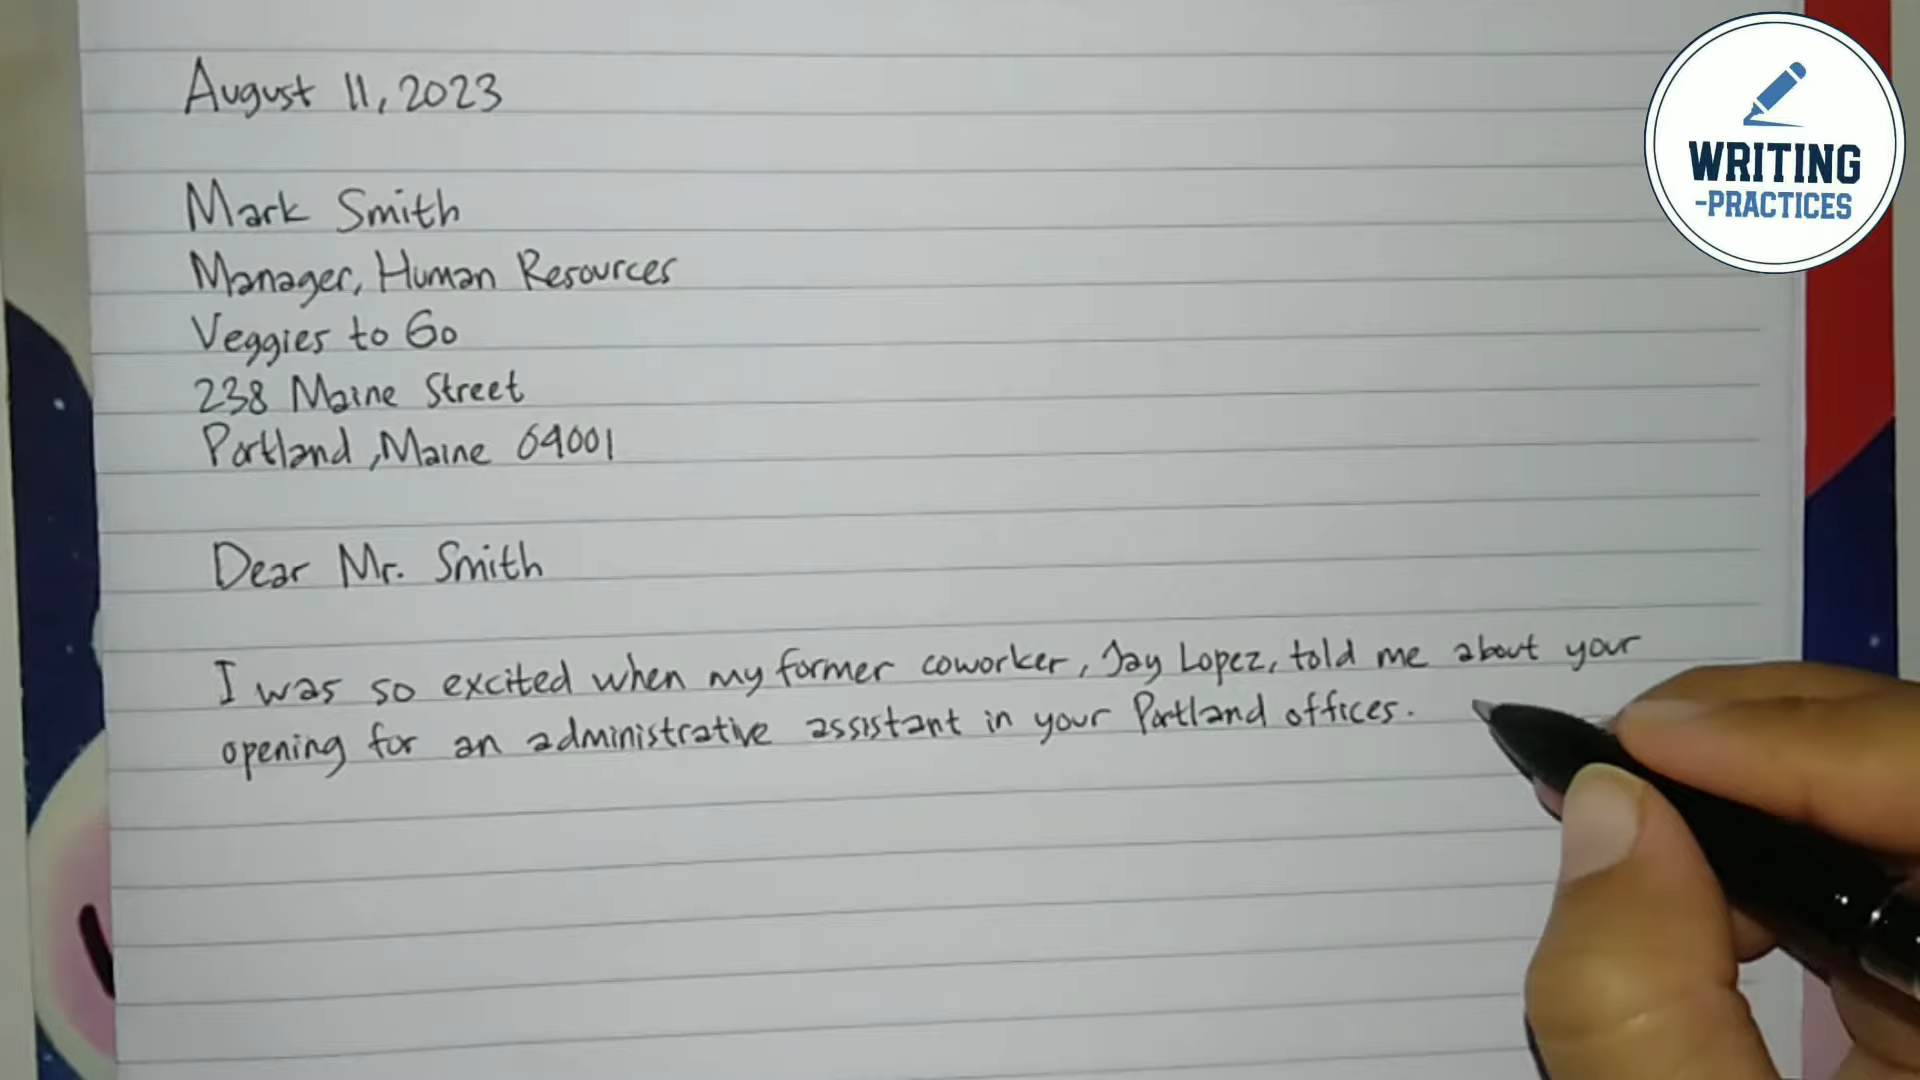 August 11, 2023
WRITING
-PRACTICES
Mark Smith
Manager, Human Resources
Veggies to Go
238 Maine Street
Portland, Maine 04001
Dear Mr. Smith
I was so excited when my former coworker, Jay Lopez, told me about your
opening for an administrative assistant in your Portland offices.